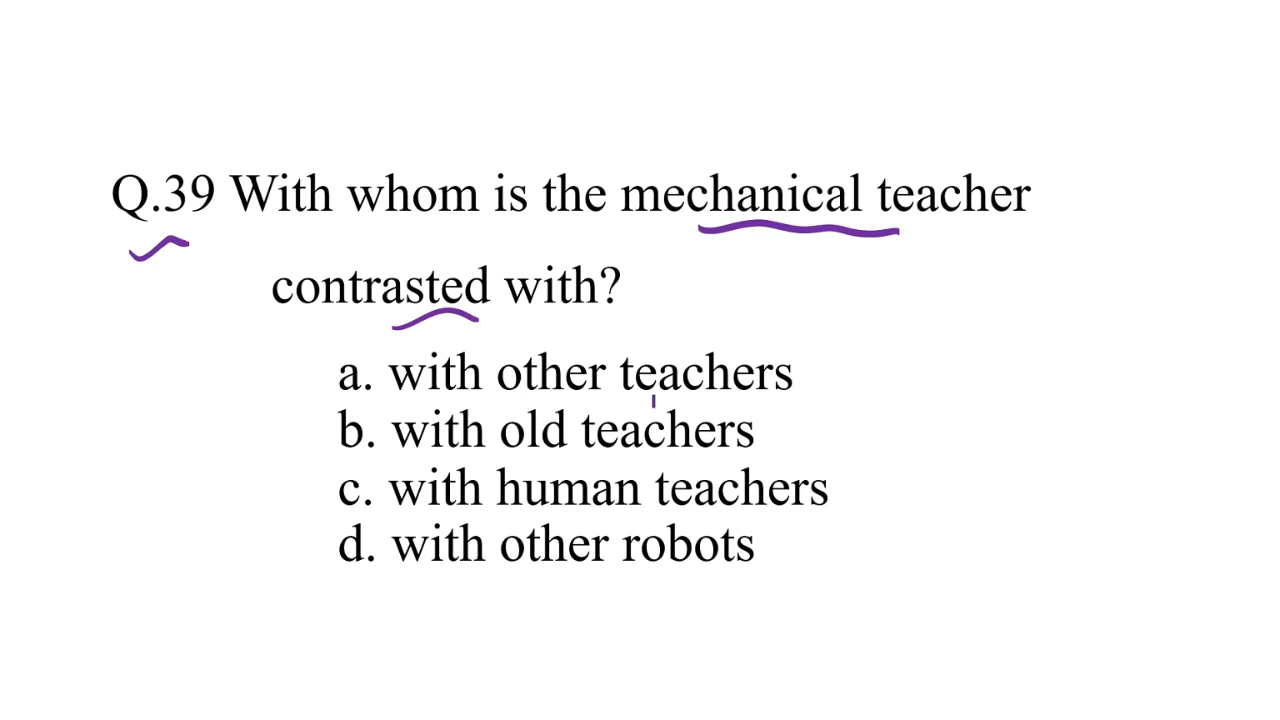 Q.39 With whom is the mechanical teacher
contrasted with?
a. with other teachers
b. with old teachers
c. with human teachers
d. with other robots